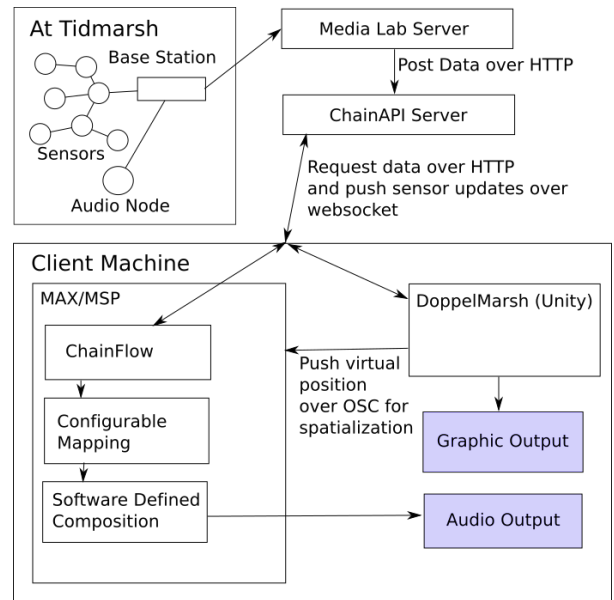 At Tidmarsh
Base Station
Sensors
Audio Node
Media Lab Server
Post Data over HTTP
ChainAPI Server
Request data over HTTP
and push sensor updates over
websocket
Client Machine
MAX/MSP
ChainFlow
Configurable
Mapping
Software Defined
Composition
DoppelMarsh (Unity)
Push virtual
position
over OSC for
spatialization
Graphic Output
Audio Output